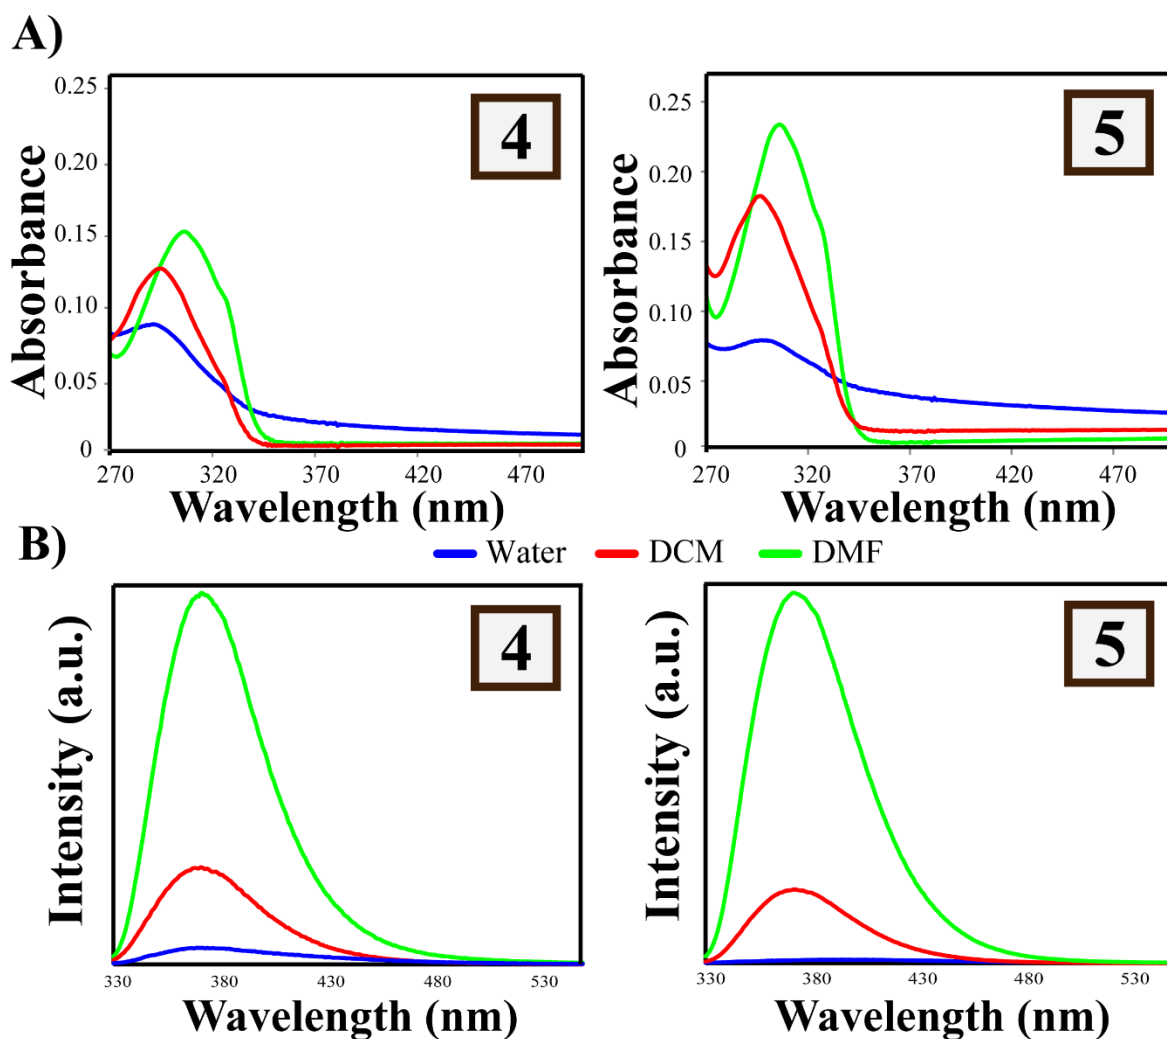 A)
Absorbance
0.25
0.20
0.15
0.10
0.05
0
4
270 320 370 420 470
Wavelength (nm)
Absorbance
0.25
0.20
0.15
0.10
0.05
0
5
270 320 370 420 470
Wavelength (nm)
B)
Water DCM DMF
Intensity (a.u.)
4
330 380 430 480 530
Wavelength (nm)
Intensity (a.u.)
5
330 380 430 480 530
Wavelength (nm)